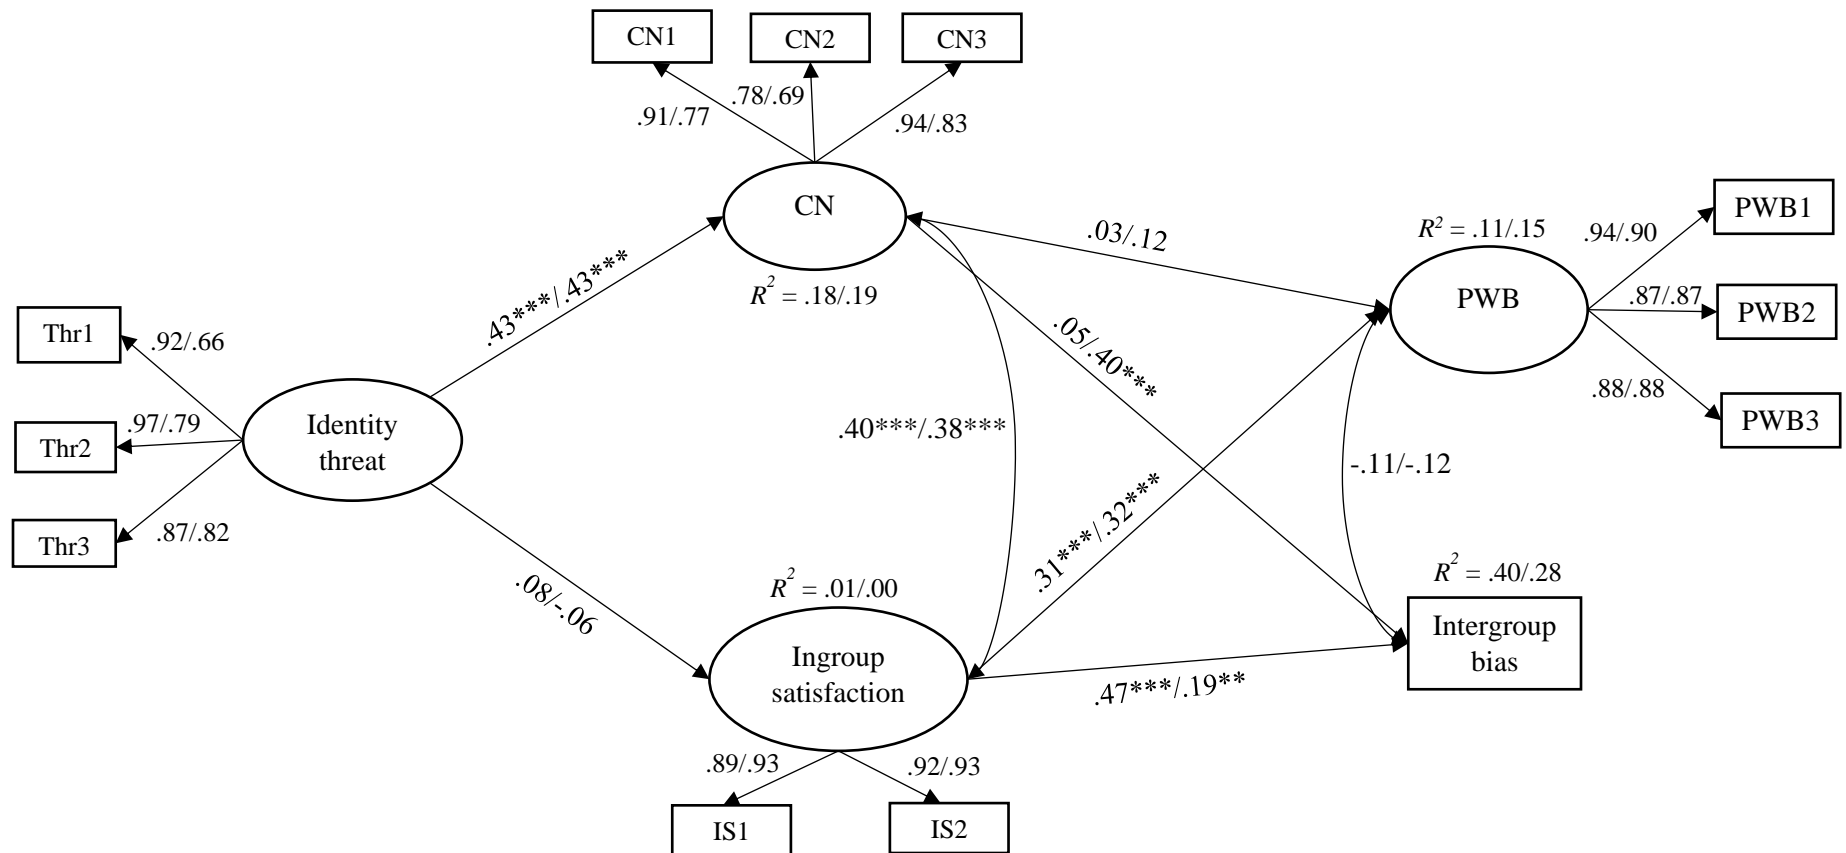 CN1
CN2
CN3
.91/.77
.78/.69
.94/.83
CN
R² = .18/.19
.43***/.43***
.03/.12
R² = .11/.15
PWB
.94/.90
.87/.87
.88/.88
PWB1
PWB2
PWB3
Thr1
Thr2
Thr3
.92/.66
.97/.79
.87/.82
Identity
threat
.05/.40***
.40***/.38***
.31***/.32***
-.11/-.12
.08/-.06
R² = .01/.00
Ingroup
satisfaction
.47***/.19**
R² = .40/.28
Intergroup
bias
.89/.93
.92/.93
IS1
IS2